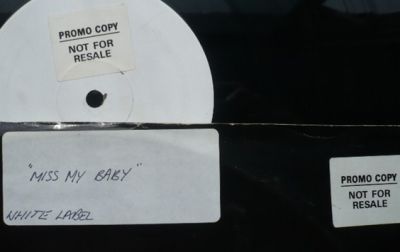 PROMO COPY
NOT FOR
RESALE
"MISS MY BABY"
WHITE LABEL
PROMO COPY
NOT FOR
RESALE